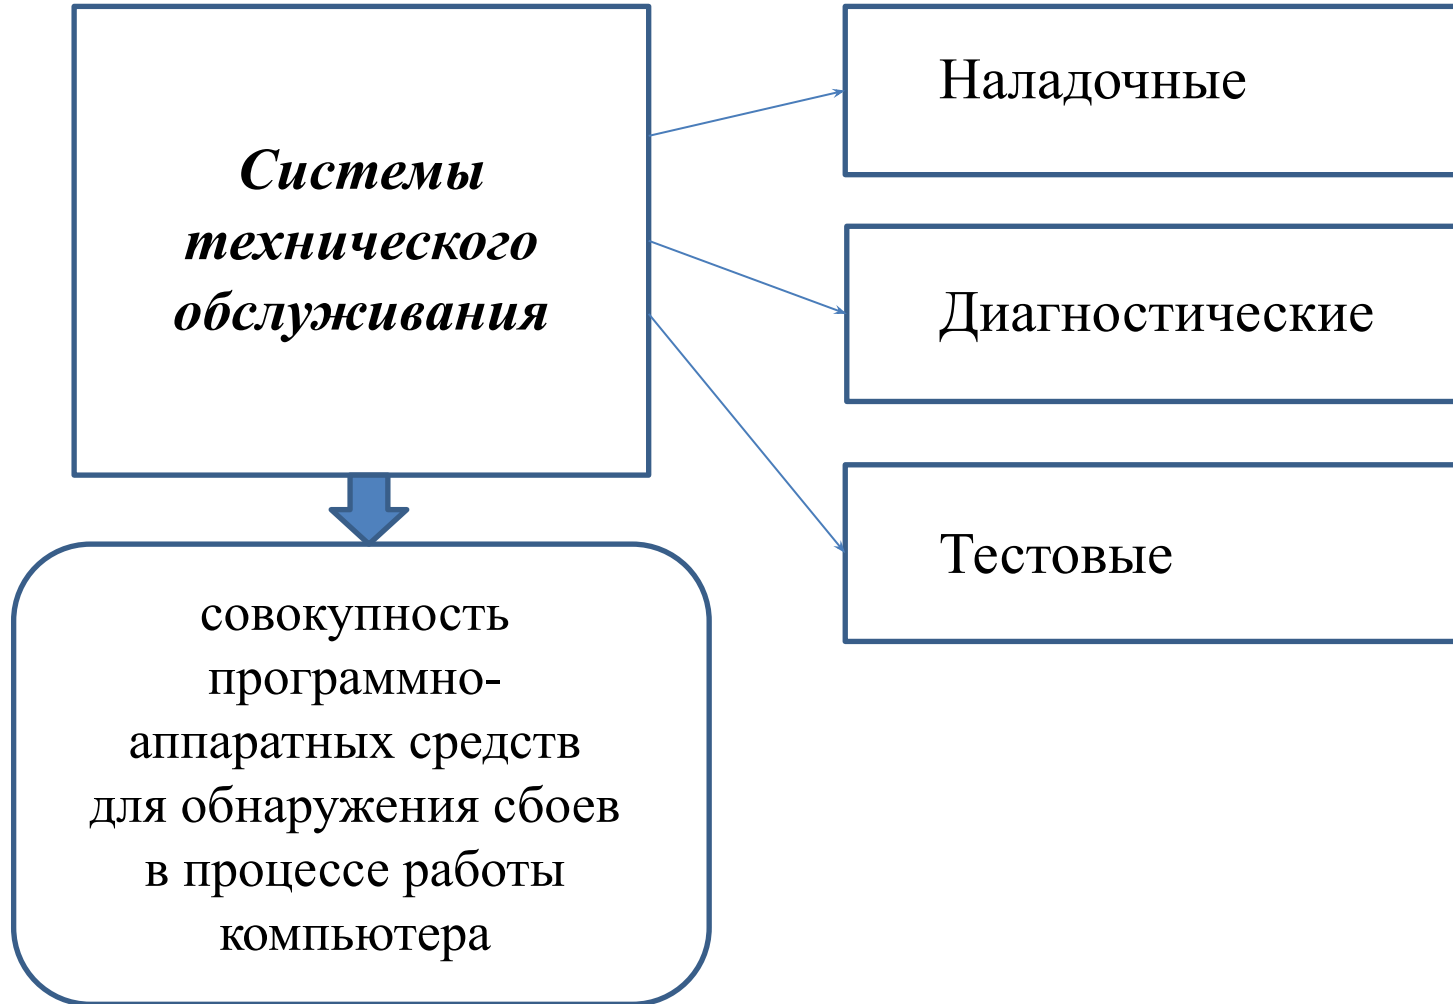 Системы
технического
обслуживания
совокупность
программно-
аппаратных средств
для обнаружения сбоев
в процессе работы
компьютера
Наладочные
Диагностические
Тестовые